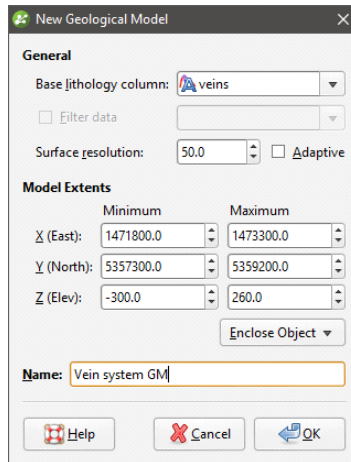 New Geological Model
General
Base lithology column: veins
Filter data
Surface resolution: 50.0 Adaptive
Model Extents
Minimum Maximum
X (East): 1471800.0 1473300.0
Y (North): 5357300.0 5359200.0
Z (Elev): -300.0 260.0
Enclose Object
Name: Vein system GM
Help Cancel OK